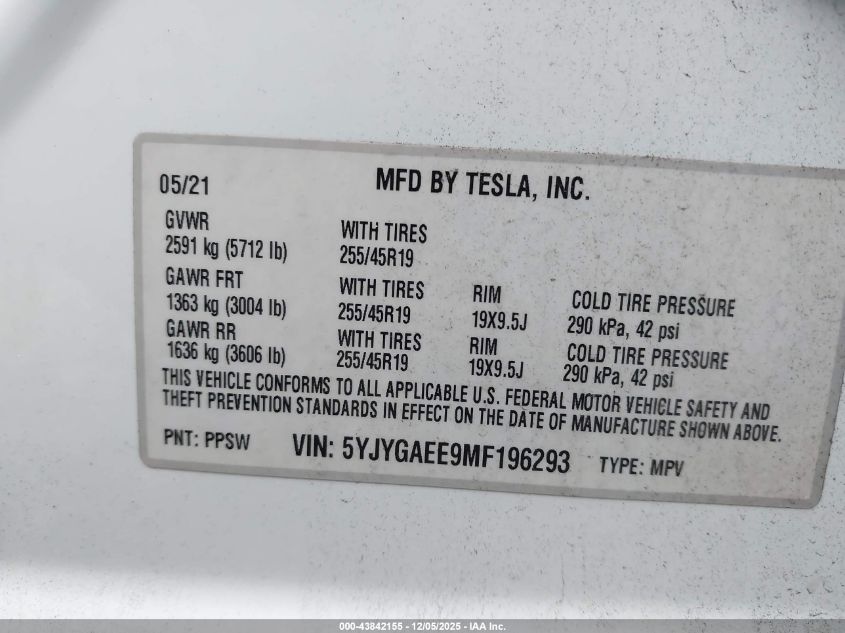 05/21 MFD BY TESLA, INC.
GVWR WITH TIRES
2591 kg (5712 lb) 255/45R19
GAWR FRT WITH TIRES RIM COLD TIRE PRESSURE
1363 kg (3004 lb) 255/45R19 19X9.5J 290 kPa, 42 psi
GAWR RR WITH TIRES RIM COLD TIRE PRESSURE
1636 kg (3606 lb) 255/45R19 19X9.5J 290 kPa, 42 psi
THIS VEHICLE CONFORMS TO ALL APPLICABLE U.S. FEDERAL MOTOR VEHICLE SAFETY AND
THEFT PREVENTION STANDARDS IN EFFECT ON THE DATE OF MANUFACTURE SHOWN ABOVE.
PNT: PPSW VIN: 5YJYGAEE9MF196293 TYPE: MPV
000-43842155 - 12/05/2025 - IAA Inc.